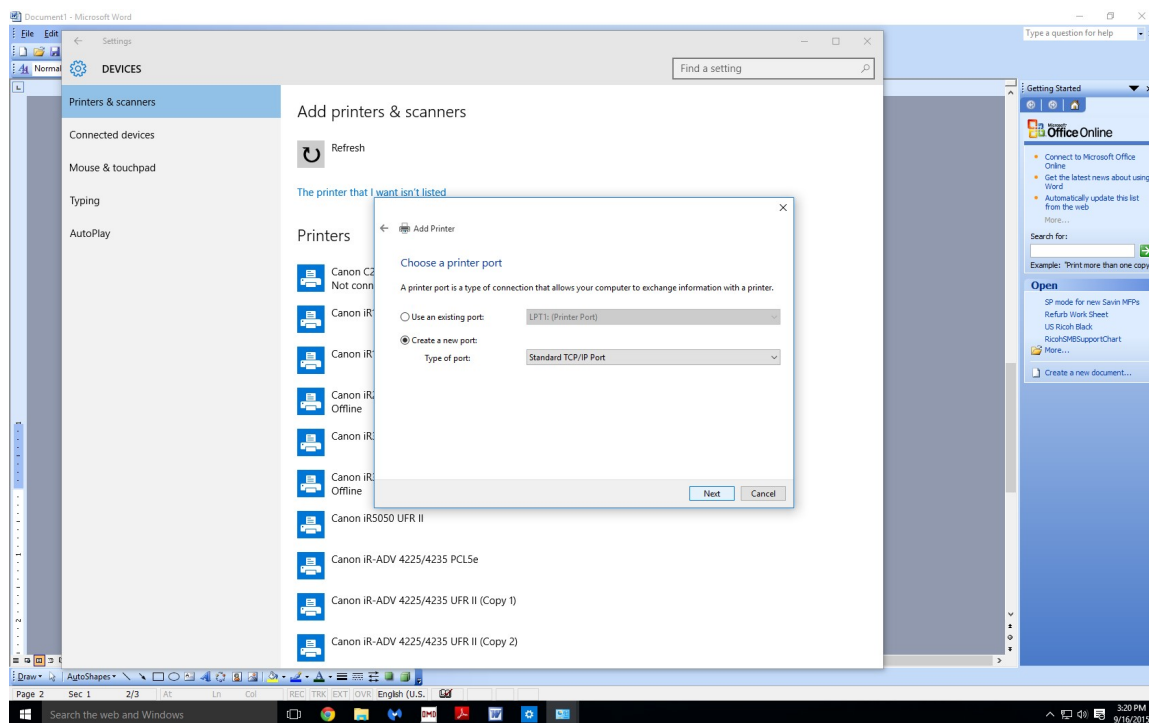 Document1 - Microsoft Word
File Edit
Type a question for help
Normal
Settings
DEVICES
Find a setting
Printers & scanners
Connected devices
Mouse & touchpad
Typing
AutoPlay
Add printers & scanners
Refresh
The printer that I want isn't listed
Printers
Canon C2
Not conn
Canon iR
Canon iR
Canon iR
Offline
Canon iR
Canon iR
Offline
Canon iR5050 UFR II
Canon iR-ADV 4225/4235 PCL5e
Canon iR-ADV 4225/4235 UFR II (Copy 1)
Canon iR-ADV 4225/4235 UFR II (Copy 2)
Add Printer
Choose a printer port
A printer port is a type of connection that allows your computer to exchange information with a printer.
Use an existing port: LPT1: (Printer Port)
Create a new port:
Type of port: Standard TCP/IP Port
Next Cancel
Getting Started
Microsoft
Office Online
Connect to Microsoft Office
Online
Get the latest news about using
Word
Automatically update this list
from the web
More...
Search for:
Example: "Print more than one copy
Open
SP mode for new Savin MFPs
Refurb Work Sheet
US Ricoh Black
RicohSMBSupportChart
More...
Create a new document...
Draw AutoShapes
Page 2 Sec 1 2/3 At Ln Col REC TRK EXT OVR English (U.S.
Search the web and Windows
DMD
3:20 PM
9/16/2015